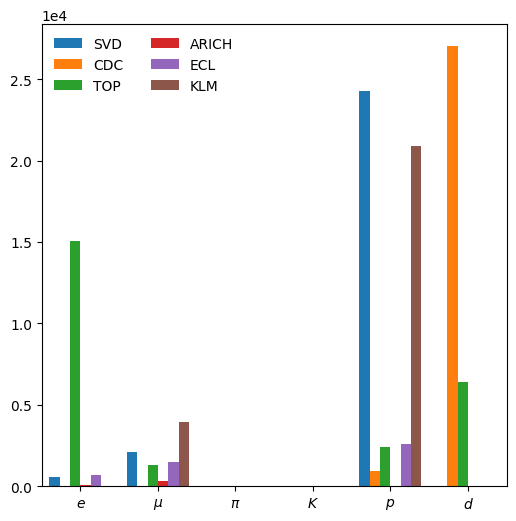 1e4
SVD ARICH
CDC ECL
TOP KLM
2.5
2.0
1.5
1.0
0.5
0.0
e μ π K p d